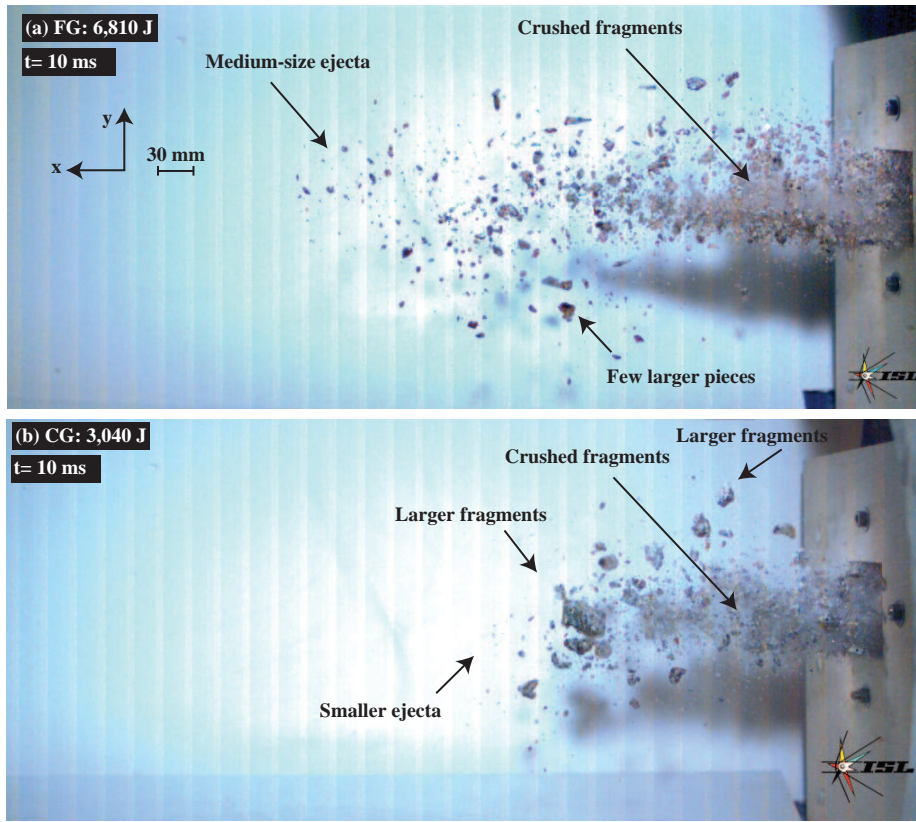 (a) FG: 6,810 J
t= 10 ms
Crushed fragments
Medium-size ejecta
y
x
30 mm
Few larger pieces
ISL
(b) CG: 3,040 J
t= 10 ms
Larger fragments
Crushed fragments
Larger fragments
Smaller ejecta
ISL